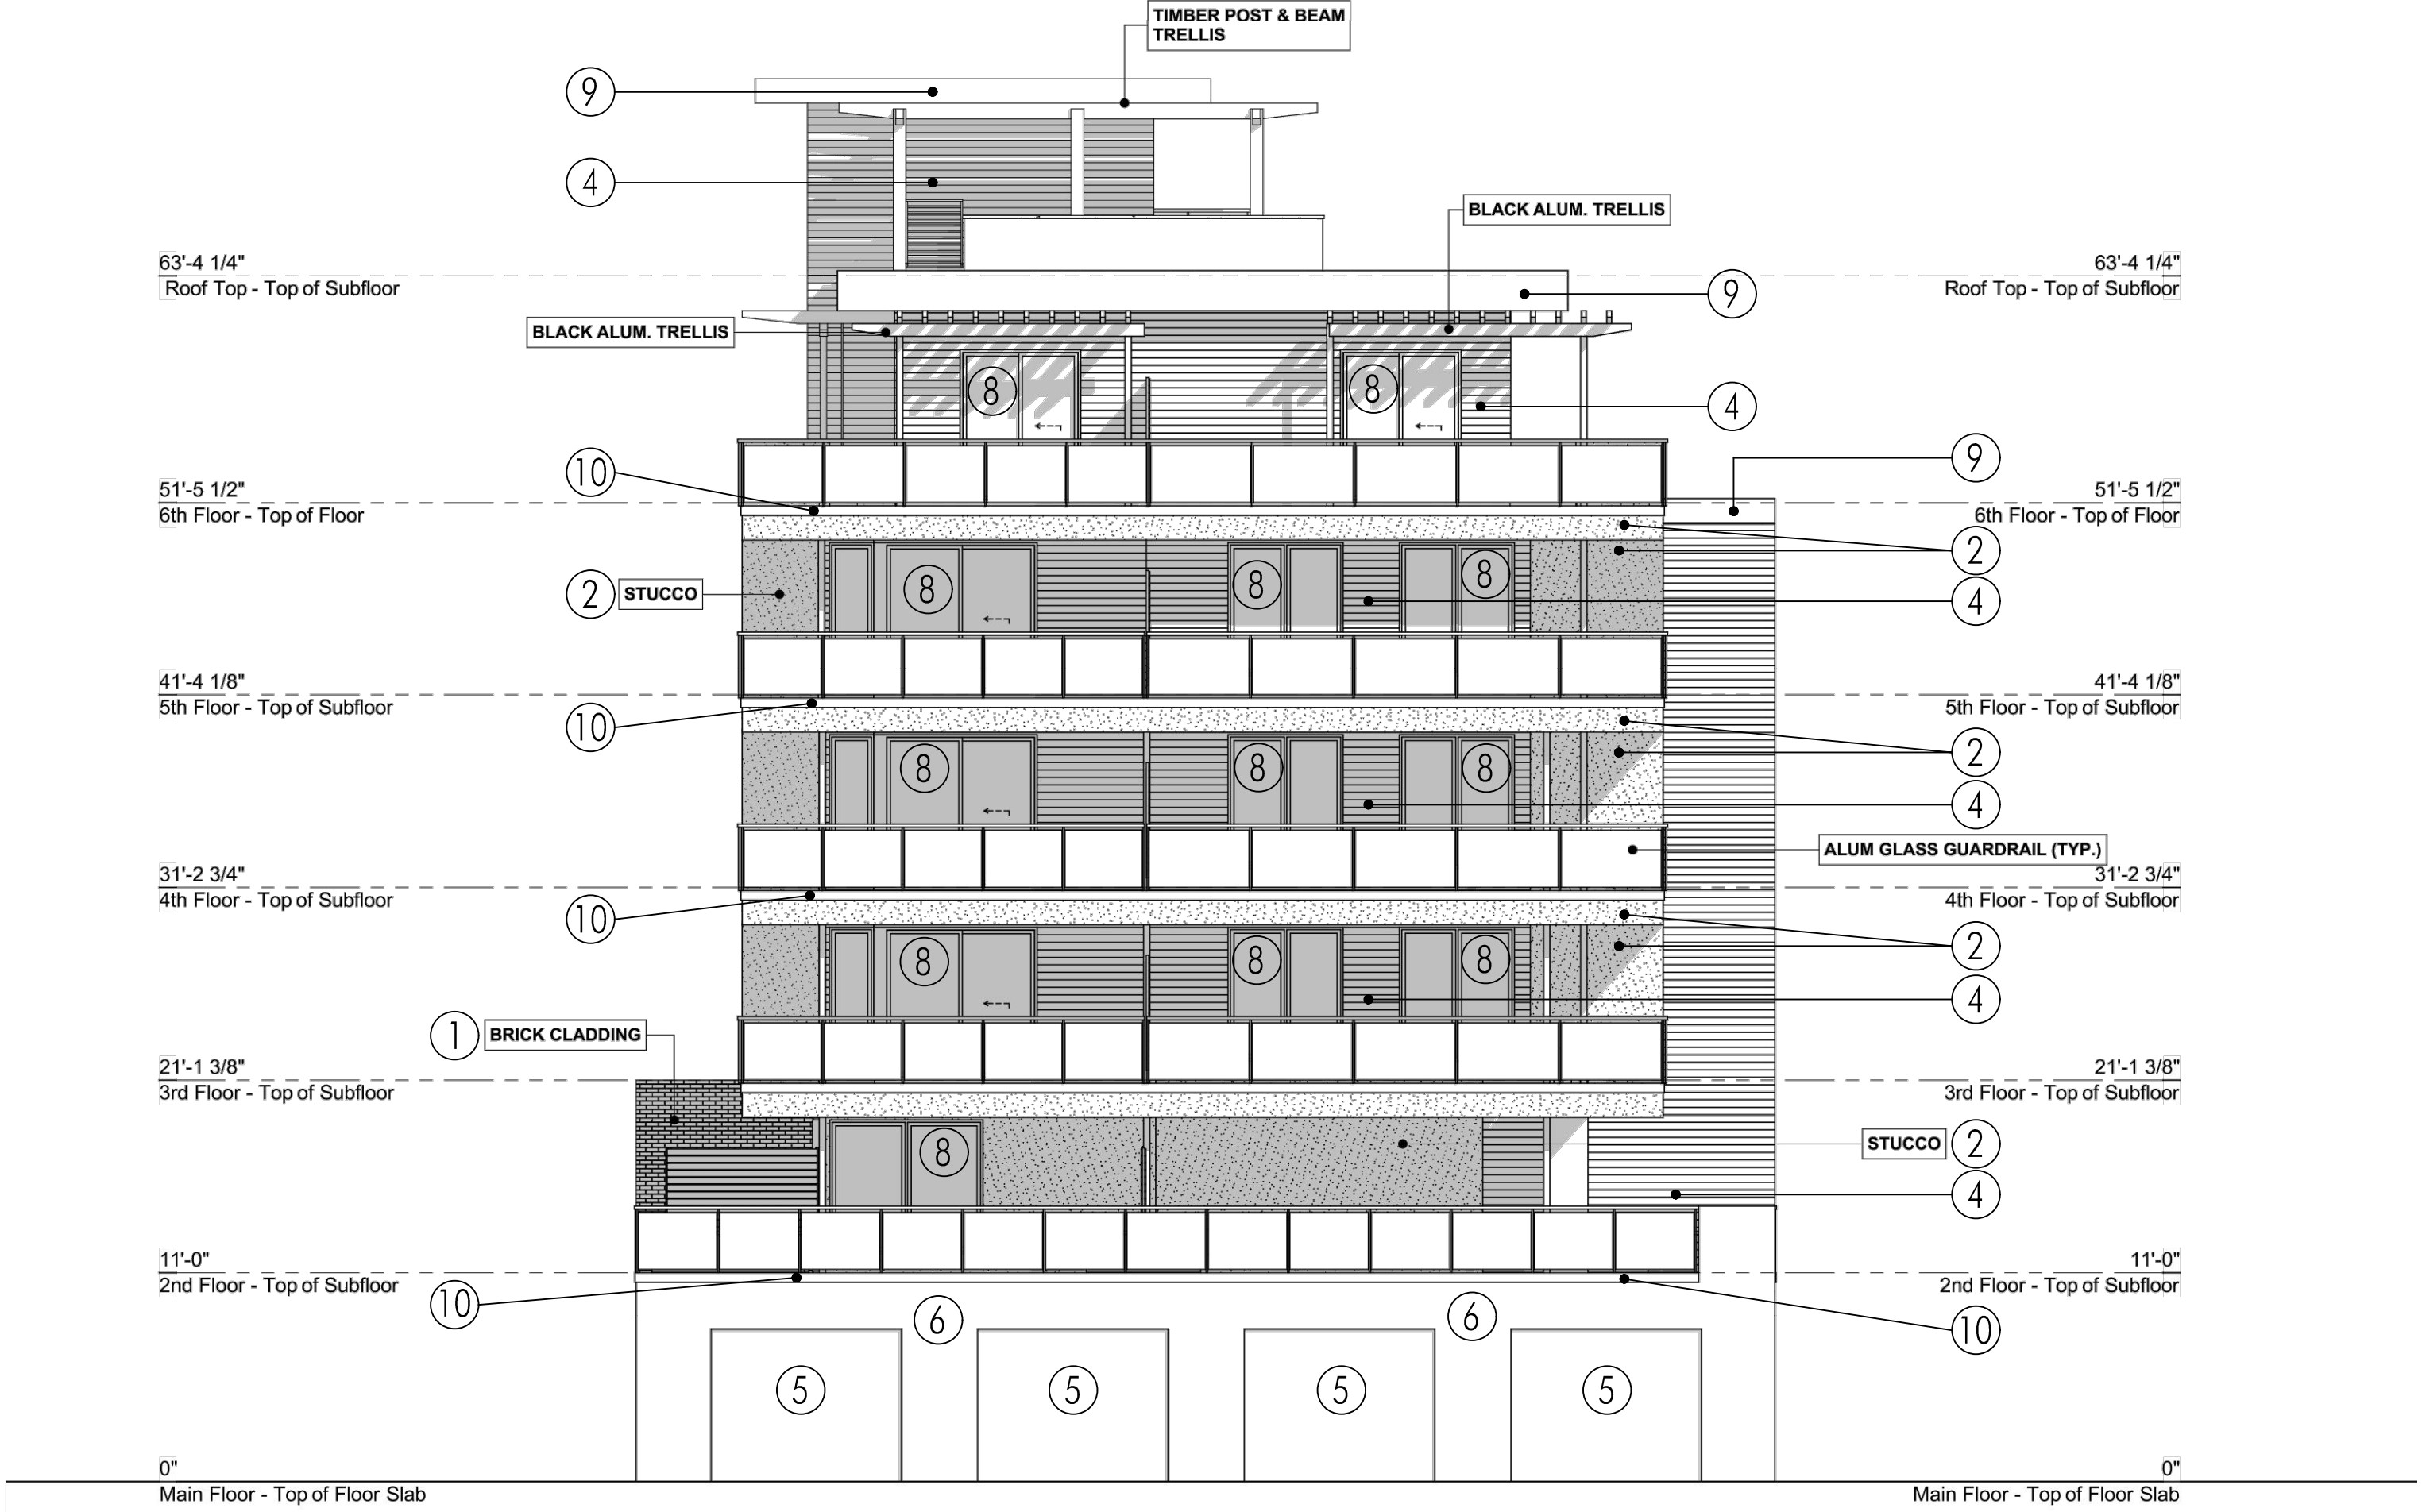 TIMBER POST & BEAM
TRELLIS
9
4
BLACK ALUM. TRELLIS
63'-4 1/4"
Roof Top - Top of Subfloor
63'-4 1/4"
Roof Top - Top of Subfloor
9
BLACK ALUM. TRELLIS
8
8
4
10
9
51'-5 1/2"
6th Floor - Top of Floor
51'-5 1/2"
6th Floor - Top of Floor
2
2 STUCCO
8
8
8
4
41'-4 1/8"
5th Floor - Top of Subfloor
41'-4 1/8"
5th Floor - Top of Subfloor
10
2
8
8
8
4
ALUM GLASS GUARDRAIL (TYP.)
31'-2 3/4"
4th Floor - Top of Subfloor
31'-2 3/4"
4th Floor - Top of Subfloor
10
2
8
8
8
4
1 BRICK CLADDING
21'-1 3/8"
3rd Floor - Top of Subfloor
21'-1 3/8"
3rd Floor - Top of Subfloor
8
STUCCO 2
4
11'-0"
2nd Floor - Top of Subfloor
11'-0"
2nd Floor - Top of Subfloor
10
6
6
10
5
5
5
5
0"
Main Floor - Top of Floor Slab
0"
Main Floor - Top of Floor Slab